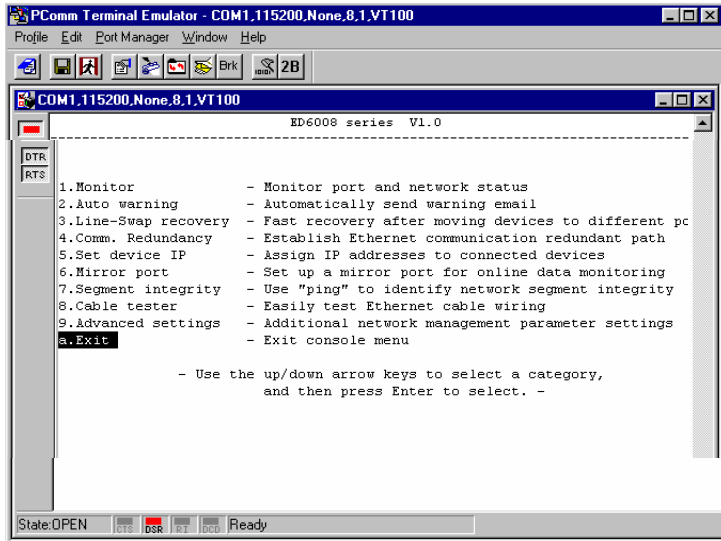 PComm Terminal Emulator - COM1,115200,None,8,1,VT100
Profile Edit Port Manager Window Help
Brk 2B
COM1,115200,None,8,1,VT100
ED6008 series V1.0
DTR
RTS
1.Monitor - Monitor port and network status
2.Auto warning - Automatically send warning email
3.Line-Swap recovery - Fast recovery after moving devices to different po
4.Comm. Redundancy - Establish Ethernet communication redundant path
5.Set device IP - Assign IP addresses to connected devices
6.Mirror port - Set up a mirror port for online data monitoring
7.Segment integrity - Use "ping" to identify network segment integrity
8.Cable tester - Easily test Ethernet cable wiring
9.Advanced settings - Additional network management parameter settings
a.Exit - Exit console menu
- Use the up/down arrow keys to select a category,
and then press Enter to select. -
State:OPEN CTS DSR RI DCD Ready